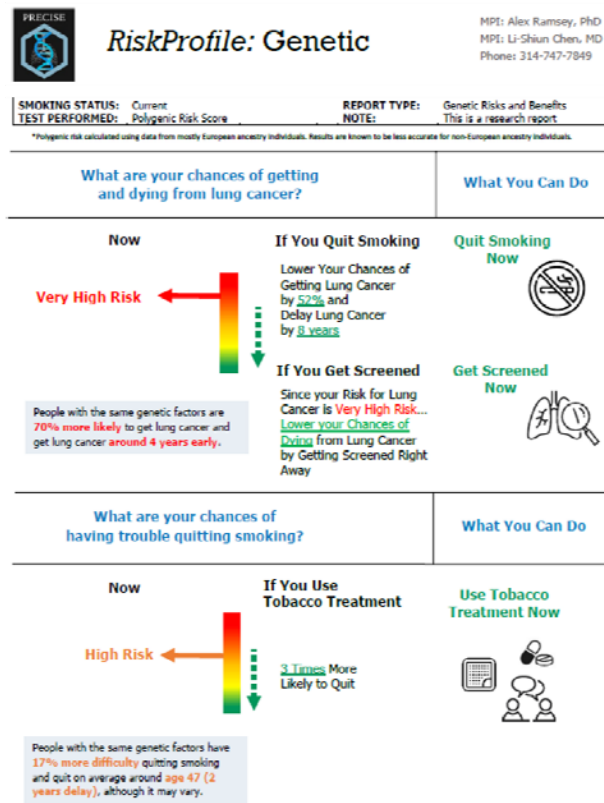 PRECISE
RiskProfile: Genetic
MPI: Alex Ramsey, PhD
MPI: Li-Shiun Chen, MD
Phone: 314-747-7849
SMOKING STATUS: Current REPORT TYPE: Genetic Risks and Benefits
TEST PERFORMED: Polygenic Risk Score NOTE: This is a research report
*Polygenic risk calculated using data from mostly European ancestry individuals. Results are known to be less accurate for non-European ancestry individuals.
What are your chances of getting
and dying from lung cancer?
What You Can Do
Now
Very High Risk
People with the same genetic factors are
70% more likely to get lung cancer and
get lung cancer around 4 years early.
If You Quit Smoking
Lower Your Chances of
Getting Lung Cancer
by 52% and
Delay Lung Cancer
by 8 years
Quit Smoking
Now
If You Get Screened
Since your Risk for Lung
Cancer is Very High Risk...
Lower your Chances of
Dying from Lung Cancer
by Getting Screened Right
Away
Get Screened
Now
What are your chances of
having trouble quitting smoking?
What You Can Do
Now
High Risk
People with the same genetic factors have
17% more difficulty quitting smoking
and quit on average around age 47 (2
years delay), although it may vary.
If You Use
Tobacco Treatment
3 Times More
Likely to Quit
Use Tobacco
Treatment Now